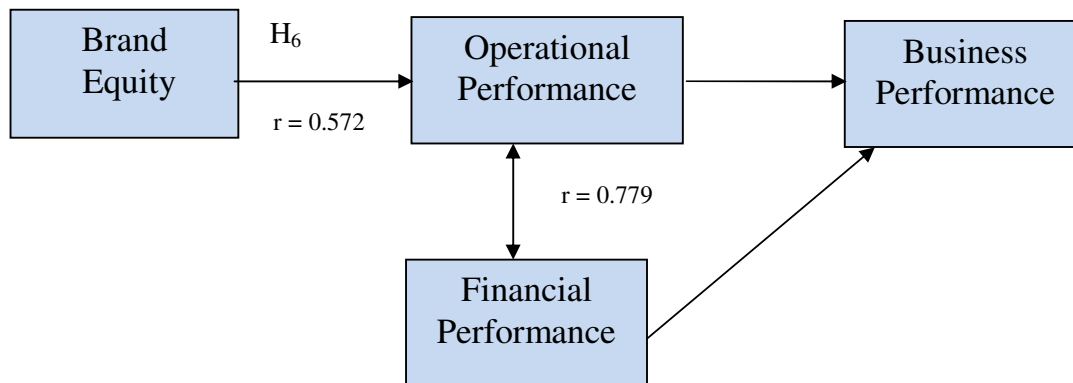 Brand
Equity
H₆
r = 0.572
Operational
Performance
Business
Performance
r = 0.779
Financial
Performance